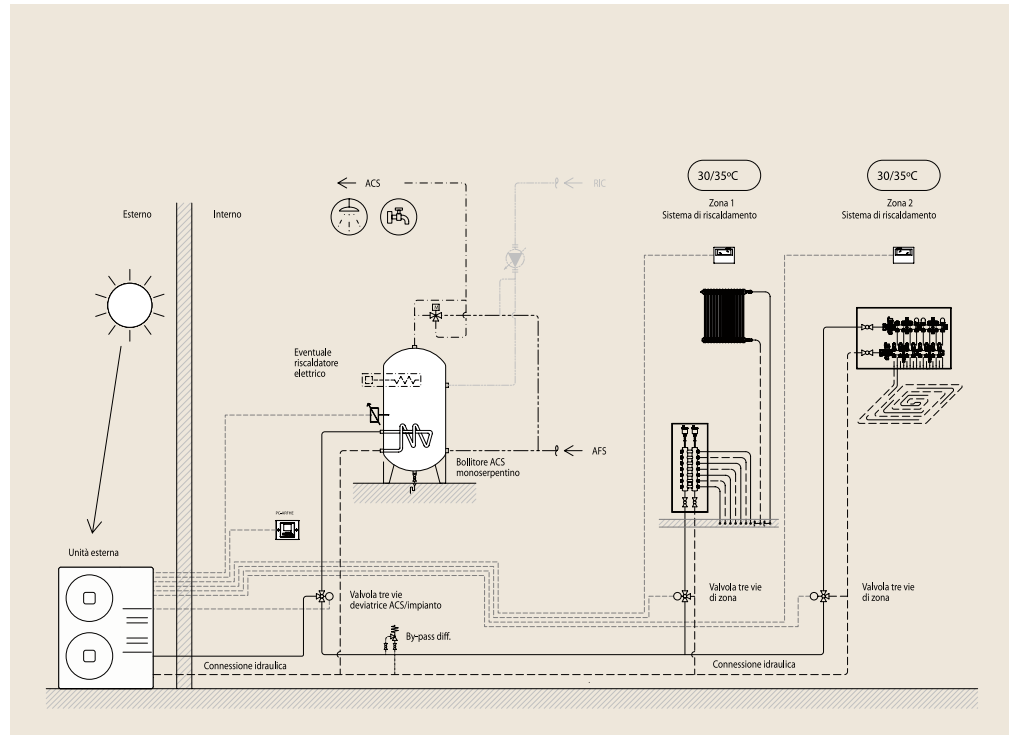 ACS
RIC
30/35ºC
30/35ºC
Esterno
Interno
Zona 1
Sistema di riscaldamento
Zona 2
Sistema di riscaldamento
M
Eventuale
riscaldatore
elettrico
AFS
Bollitore ACS
monoserpentino
Unità esterna
Valvola tre vie
deviatrice ACS/impianto
Valvola tre vie
di zona
Valvola tre vie
di zona
By-pass diff.
Connessione idraulica
Connessione idraulica